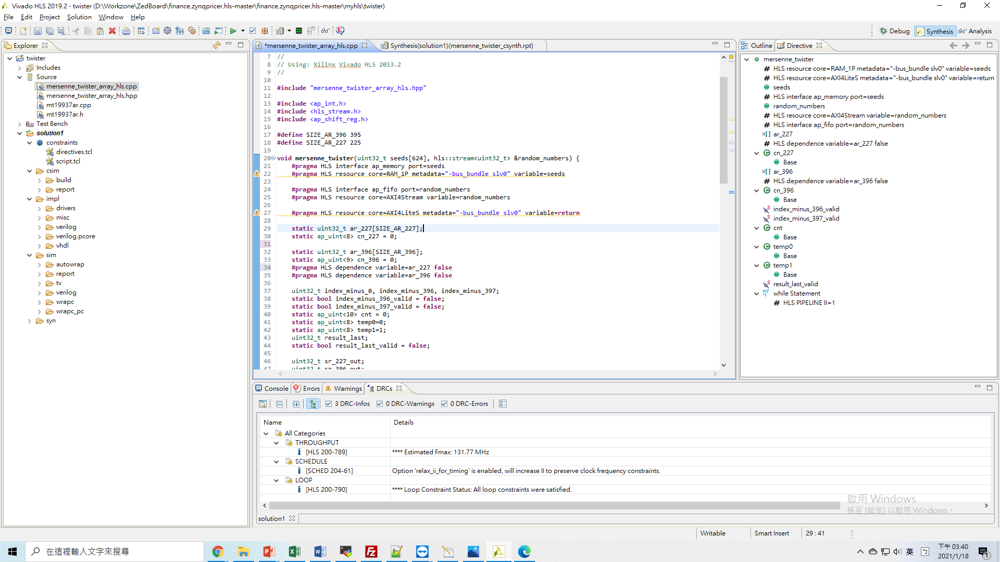 Vivado HLS 2019.2 - twister (D:\Workzone\ZedBoard\finance.zynqpricer.hls-master\finance.zynqpricer.hls-master\myhls\twister)
File Edit Project Solution Window Help
Debug Synthesis Analysis
Explorer
twister
Includes
Source
mersenne_twister_array_hls.cpp
mersenne_twister_array_hls.hpp
mt19937ar.cpp
mt19937ar.h
Test Bench
solution1
constraints
directives.tcl
script.tcl
csim
build
report
impl
drivers
misc
verilog
verilog.pcore
vhdl
sim
autowrap
report
tv
verilog
wrapc
wrapc_pc
syn
*mersenne_twister_array_hls.cpp Synthesis(solution1)(mersenne_twister_csynth.rpt)
7 //
8 // Using: Xilinx Vivado HLS 2013.2
9 //
10
11 #include "mersenne_twister_array_hls.hpp"
12
13 #include <ap_int.h>
14 #include <hls_stream.h>
15 #include <ap_shift_reg.h>
16
17 #define SIZE_AR_396 395
18 #define SIZE_AR_227 225
19
20 void mersenne_twister(uint32_t seeds[624], hls::stream<uint32_t> &random_numbers) {
21 #pragma HLS interface ap_memory port=seeds
22 #pragma HLS resource core=RAM_1P metadata="-bus_bundle slv0" variable=seeds
23
24 #pragma HLS interface ap_fifo port=random_numbers
25 #pragma HLS resource core=AXI4Stream variable=random_numbers
26
27 #pragma HLS resource core=AXI4LiteS metadata="-bus_bundle slv0" variable=return
28
29 static uint32_t ar_227[SIZE_AR_227];
30 static ap_uint<8> cn_227 = 0;
31
32 static uint32_t ar_396[SIZE_AR_396];
33 static ap_uint<9> cn_396 = 0;
34 #pragma HLS dependence variable=ar_227 false
35 #pragma HLS dependence variable=ar_396 false
36
37 uint32_t index_minus_0, index_minus_396, index_minus_397;
38 static bool index_minus_396_valid = false;
39 static bool index_minus_397_valid = false;
40 static ap_uint<10> cnt = 0;
41 static ap_uint<8> temp0=0;
42 static ap_uint<8> temp1=1;
43 uint32_t result_last;
44 static bool result_last_valid = false;
45
46 uint32_t sr_227_out;
47 uint32_t sr_396_out;
Outline Directive
mersenne_twister
# HLS resource core=RAM_1P metadata="-bus_bundle slv0" variable=seeds
# HLS resource core=AXI4LiteS metadata="-bus_bundle slv0" variable=return
seeds
# HLS interface ap_memory port=seeds
random_numbers
# HLS resource core=AXI4Stream variable=random_numbers
# HLS interface ap_fifo port=random_numbers
×[] ar_227
# HLS dependence variable=ar_227 false
cn_227
Base
×[] ar_396
# HLS dependence variable=ar_396 false
cn_396
Base
index_minus_396_valid
index_minus_397_valid
cnt
Base
temp0
Base
temp1
Base
result_last_valid
while Statement
# HLS PIPELINE II=1
Console Errors Warnings DRCs
3 DRC-Infos 0 DRC-Warnings 0 DRC-Errors
Name Details
All Categories
THROUGHPUT
[HLS 200-789] **** Estimated Fmax: 131.77 MHz
SCHEDULE
[SCHED 204-61] Option 'relax_ii_for_timing' is enabled, will increase II to preserve clock frequency constraints.
LOOP
[HLS 200-790] **** Loop Constraint Status: All loop constraints were satisfied.
啟用 Windows
移至 [設定] 以啟用 Windows。
solution1
Writable Smart Insert 29 : 41
在這裡輸入文字來搜尋
英
下午 03:40
2021/1/18
1